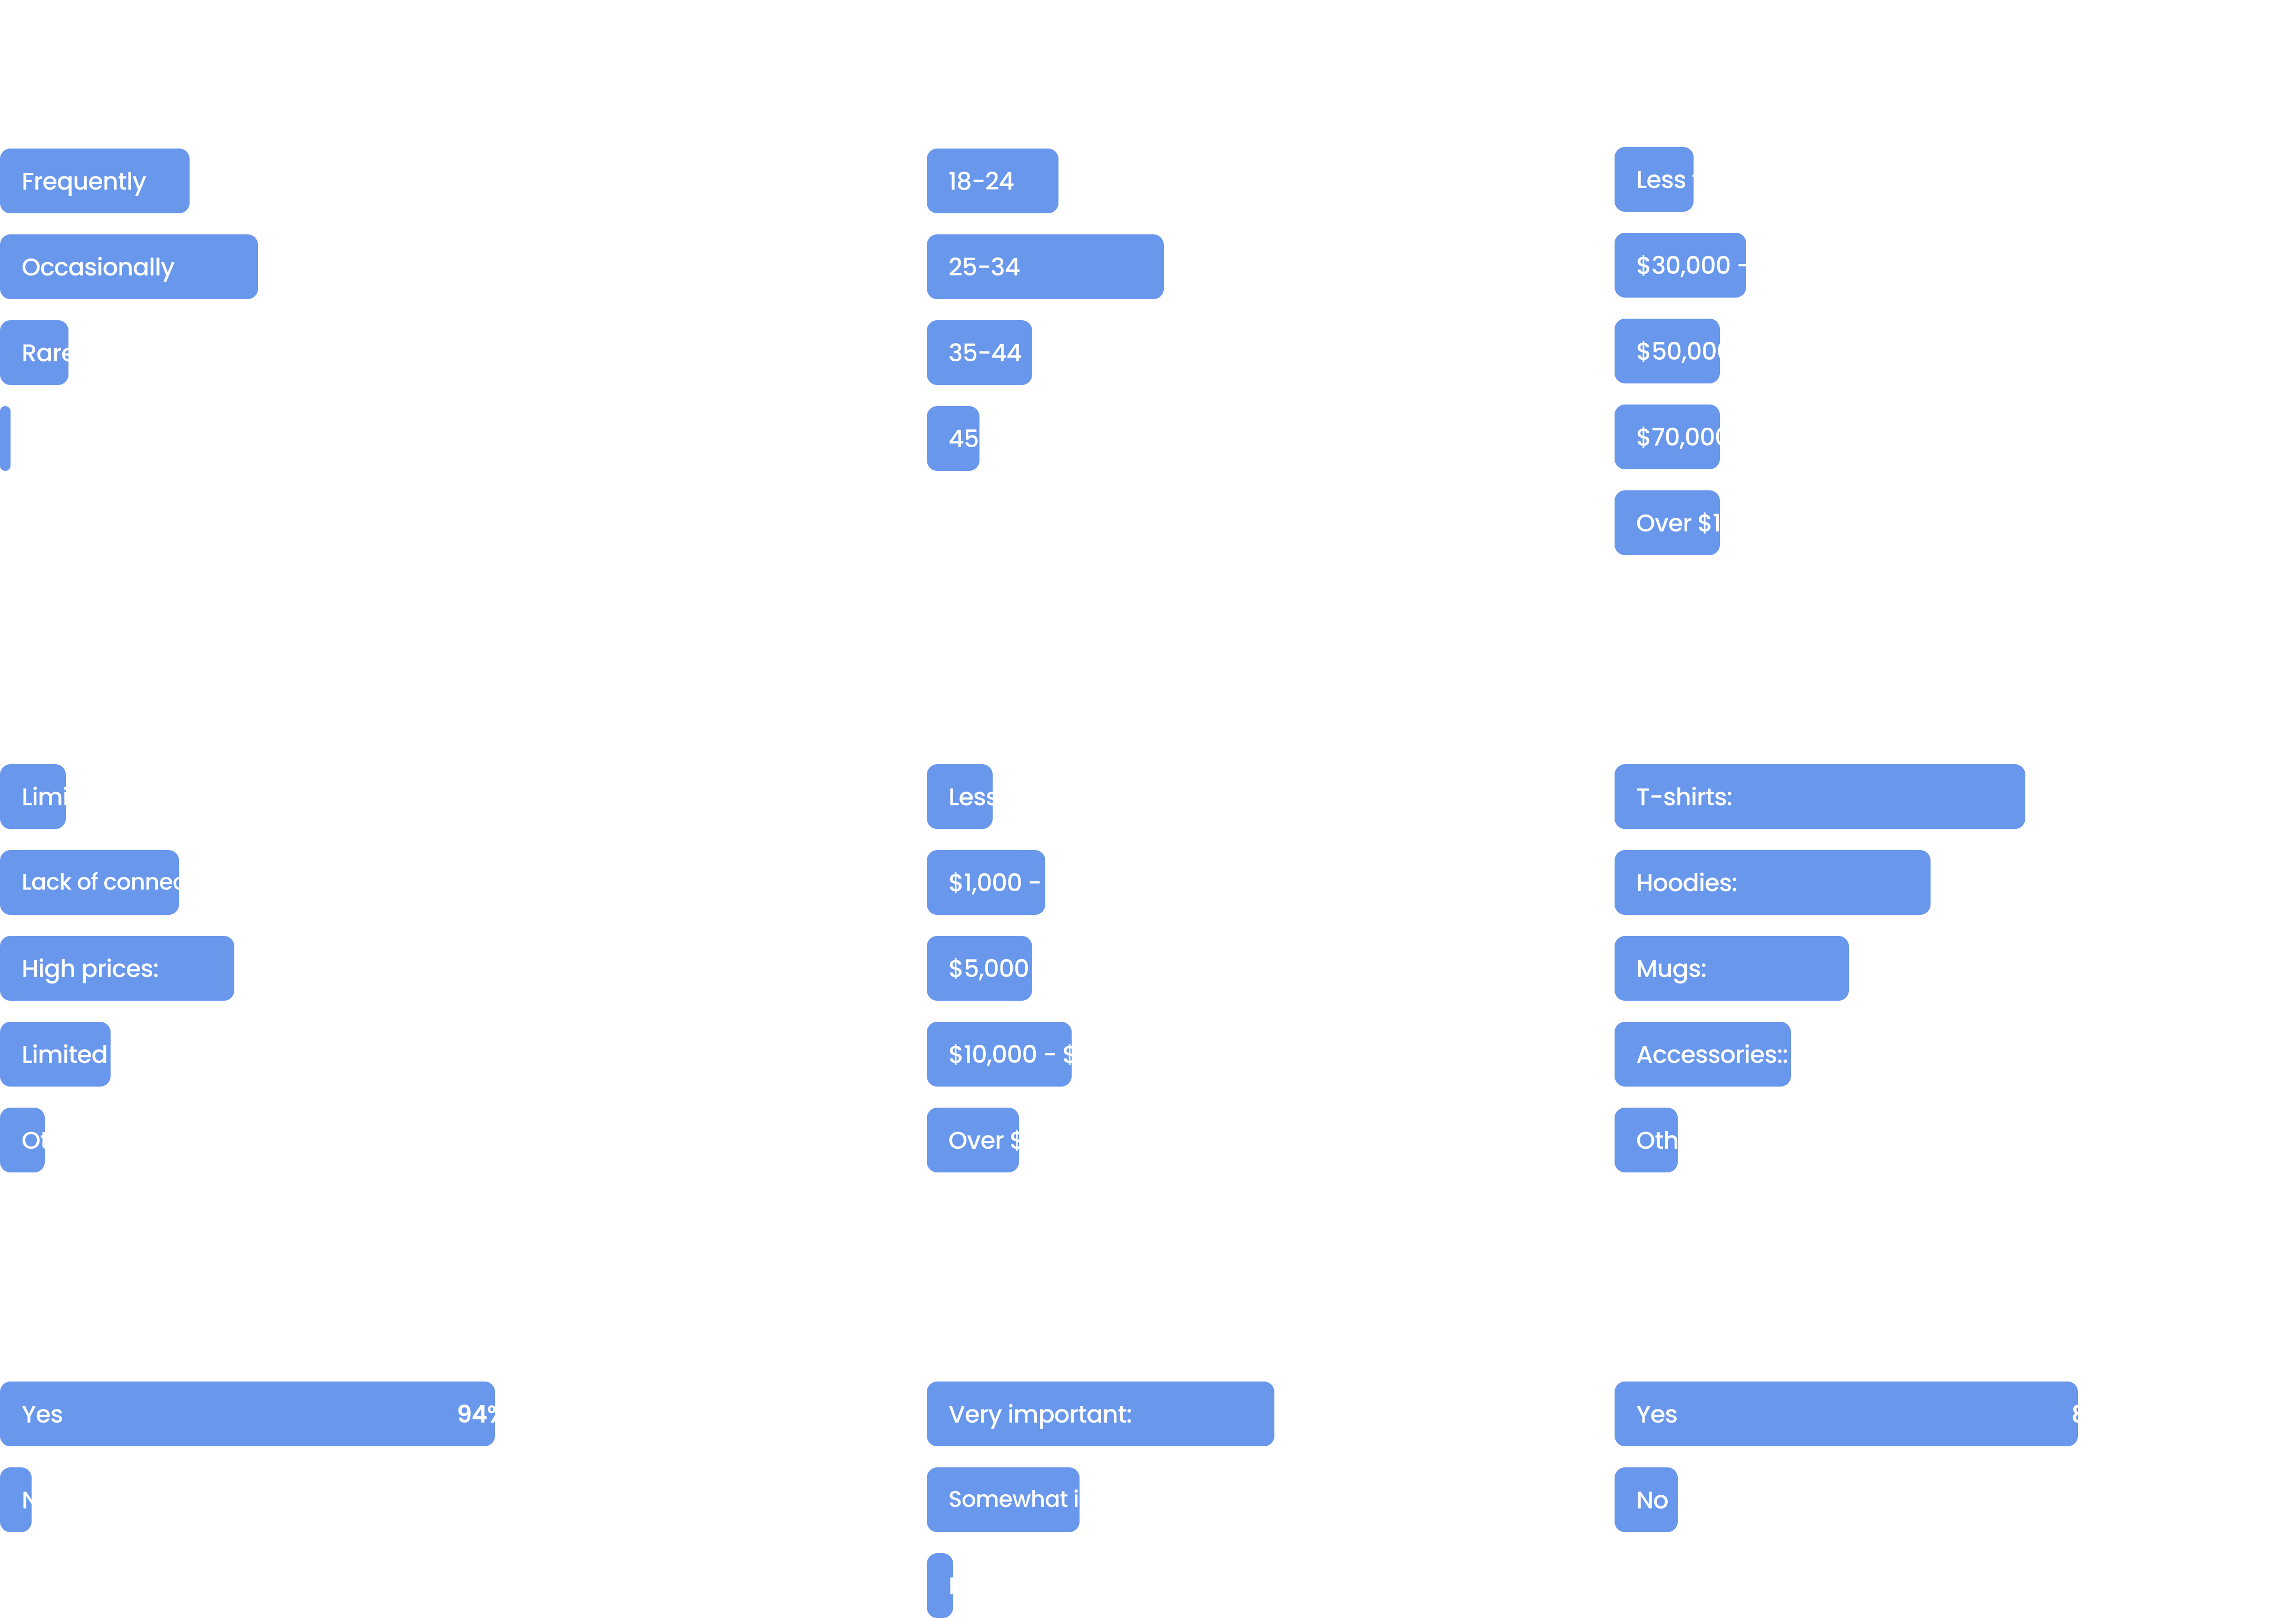 Frequently
Occasionally
Rare
18-24
25-34
35-44
45
Less
$30,000 -
$50,000
$70,000
Over $1
Limi
Lack of connec
High prices:
Limited
Less
$1,000 -
$5,000
$10,000 - $
Over $
T-shirts:
Hoodies:
Mugs:
Accessories::
Oth
Yes 94%
Very important:
Somewhat i
Yes
No